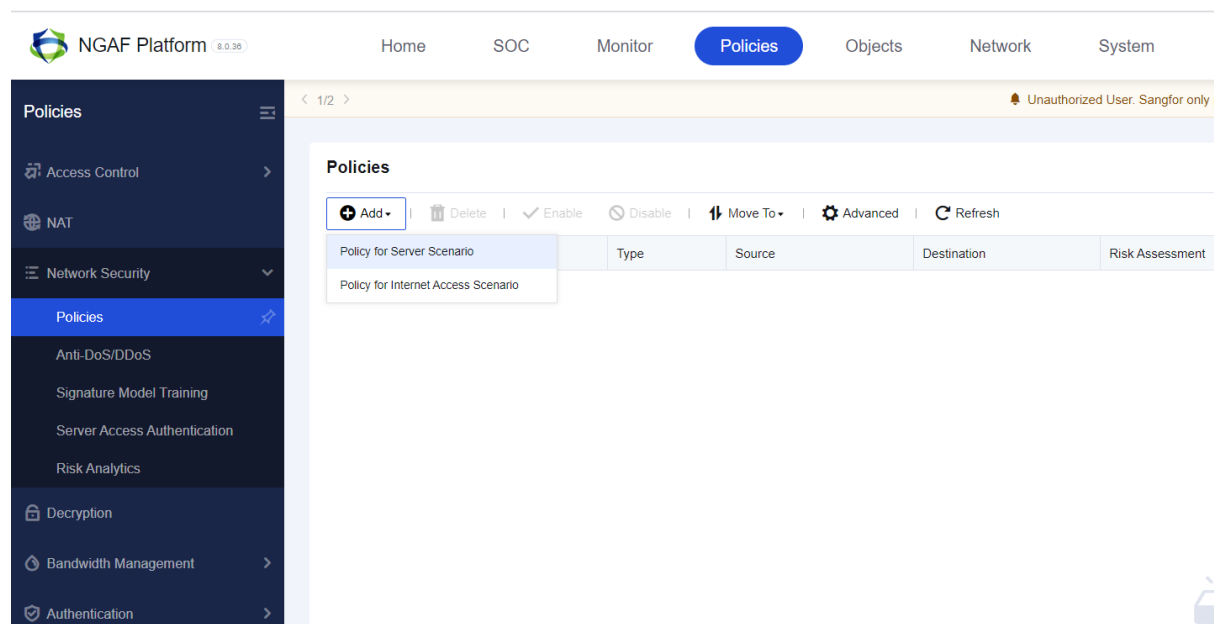 NGAF Platform 8.0.36 Home SOC Monitor Policies Objects Network System
Policies
< 1/2 >
Unauthorized User. Sangfor only
Access Control
NAT
Network Security
Policies
Anti-DoS/DDoS
Signature Model Training
Server Access Authentication
Risk Analytics
Decryption
Bandwidth Management
Authentication
Policies
Add Delete Enable Disable Move To Advanced Refresh
Policy for Server Scenario
Policy for Internet Access Scenario
Type Source Destination Risk Assessment